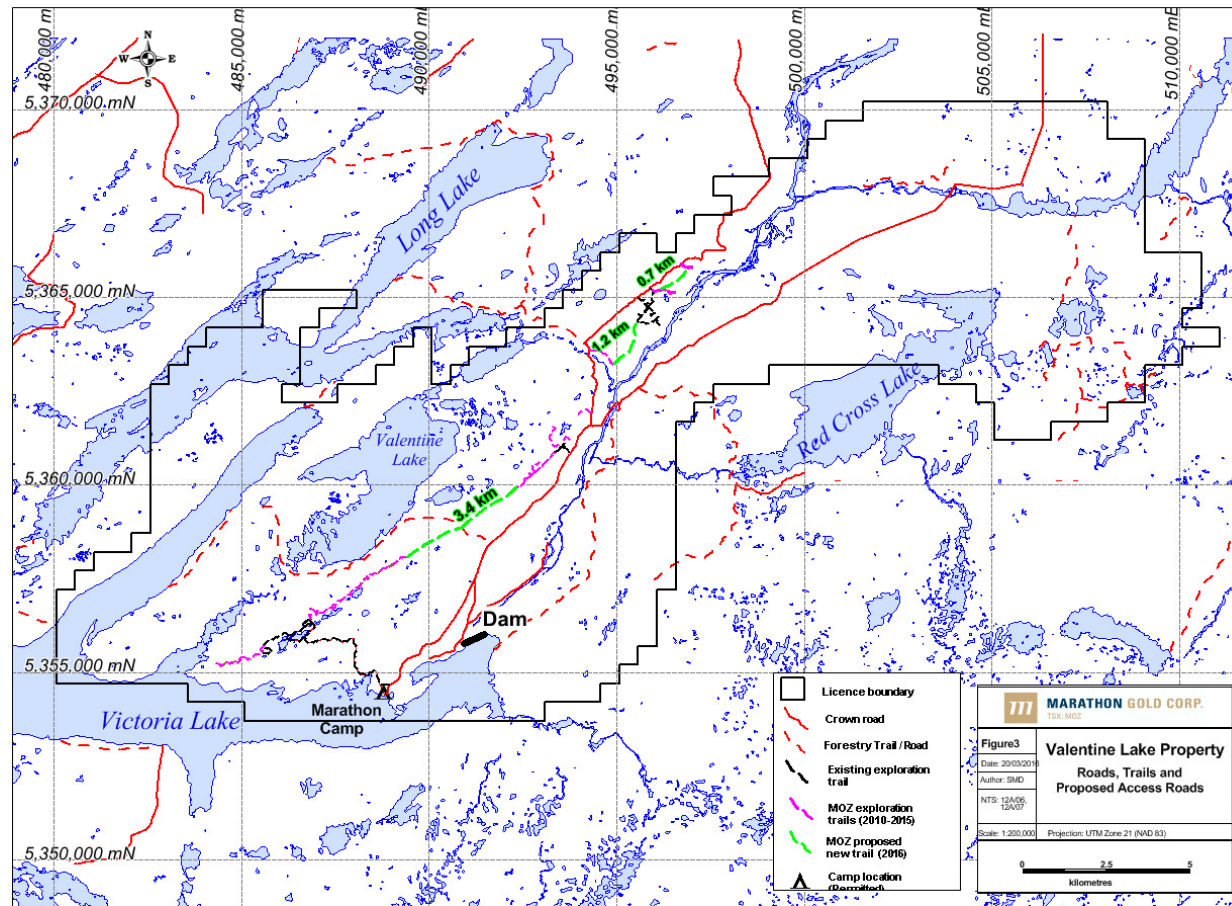 480,000 mE
485,000 mE
490,000 mE
495,000 mE
500,000 mE
505,000 mE
510,000 mE
N
W E
S
5,370,000 mN
5,365,000 mN
5,360,000 mN
5,355,000 mN
5,350,000 mN
Long Lake
0.7 km
1.2 km
Red Cross Lake
Valentine
Lake
3.4 km
Dam
Marathon
Camp
Victoria Lake
Licence boundary
Crown road
Forestry Trail / Road
Existing exploration
trail
MOZ exploration
trails (2010-2015)
MOZ proposed
new trail (2016)
Camp location
(Permitted)
m
MARATHON GOLD CORP.
TSX: MOZ
Figure3
Date: 20/03/2016
Author: SMD
NTS: 12A/06,
12A/07
Valentine Lake Property
Roads, Trails and
Proposed Access Roads
Scale: 1:200,000
Projection: UTM Zone 21 (NAD 83)
0 2.5 5
kilometres